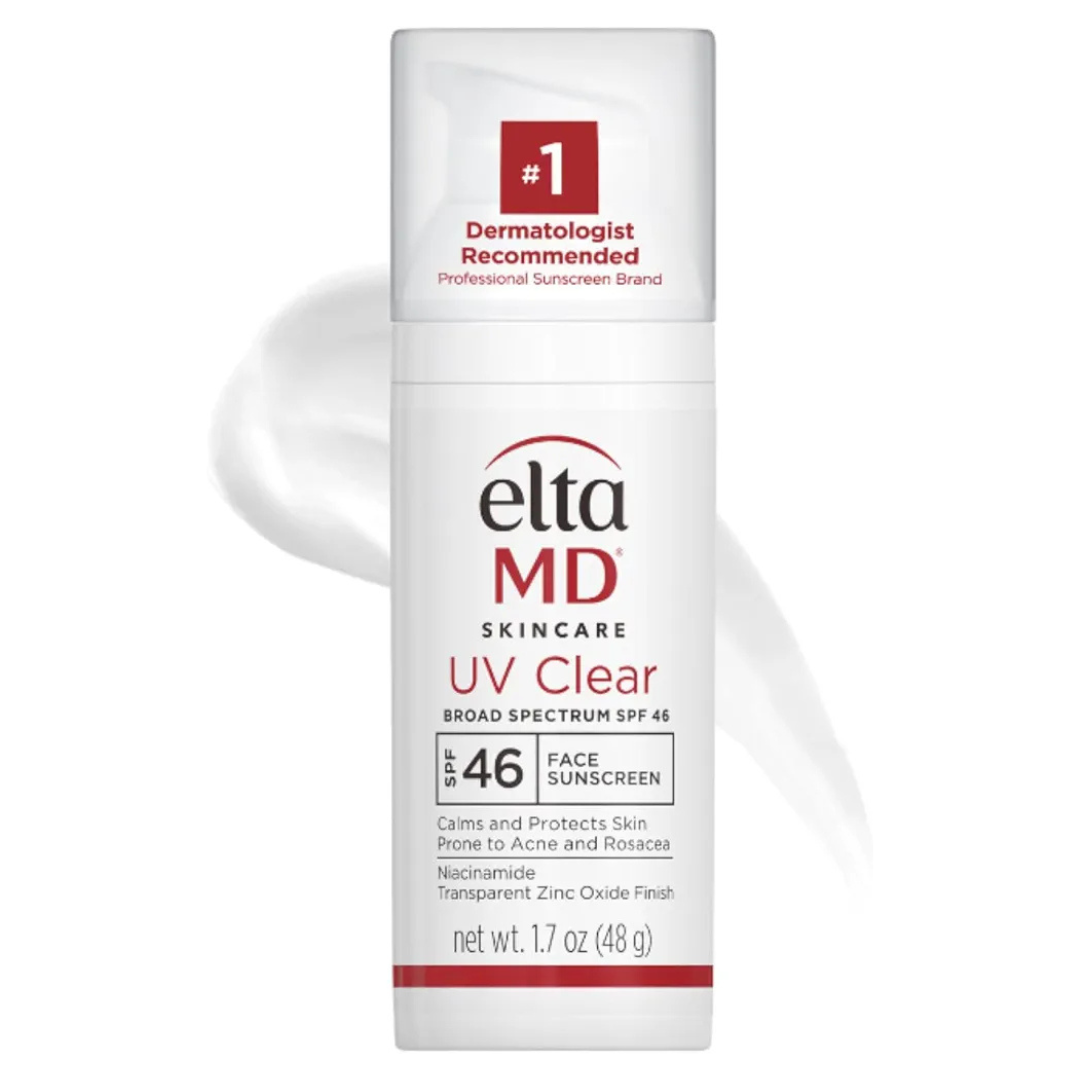 #1
Dermatologist
Recommended
Professional Sunscreen Brand
elta
MD®
SKINCARE
UV Clear
BROAD SPECTRUM SPF 46
SPF 46 FACE
SUNSCREEN
Calms and Protects Skin
Prone to Acne and Rosacea
Niacinamide
Transparent Zinc Oxide Finish
net wt. 1.7 oz (48 g)